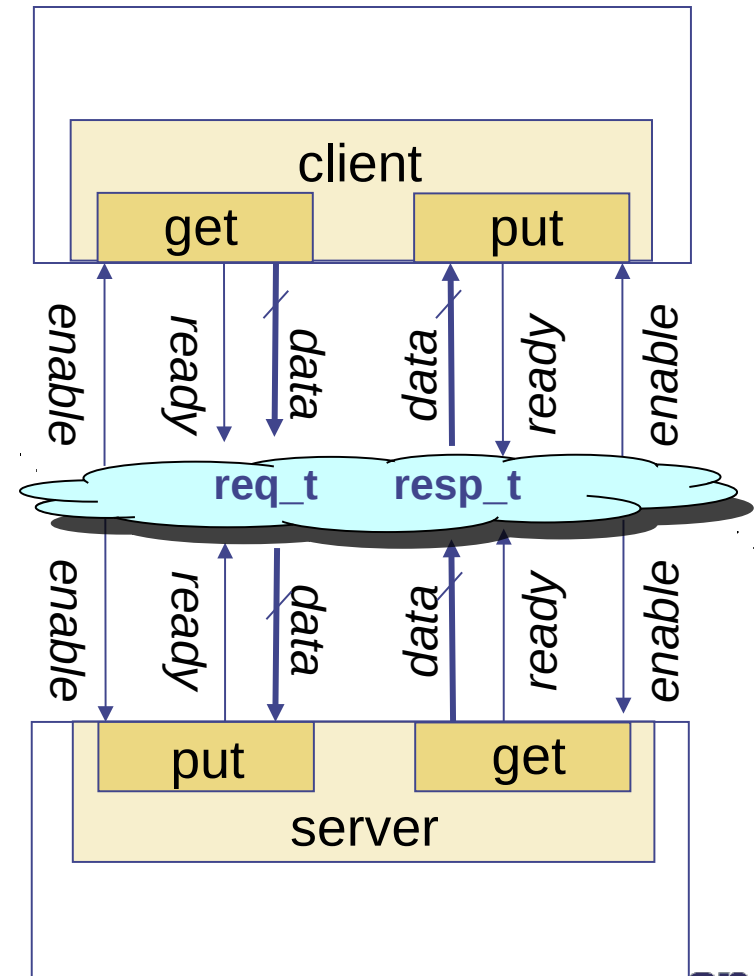 client
get put
enable ready data data ready enable
req_t resp_t
enable ready data data ready enable
put get
server